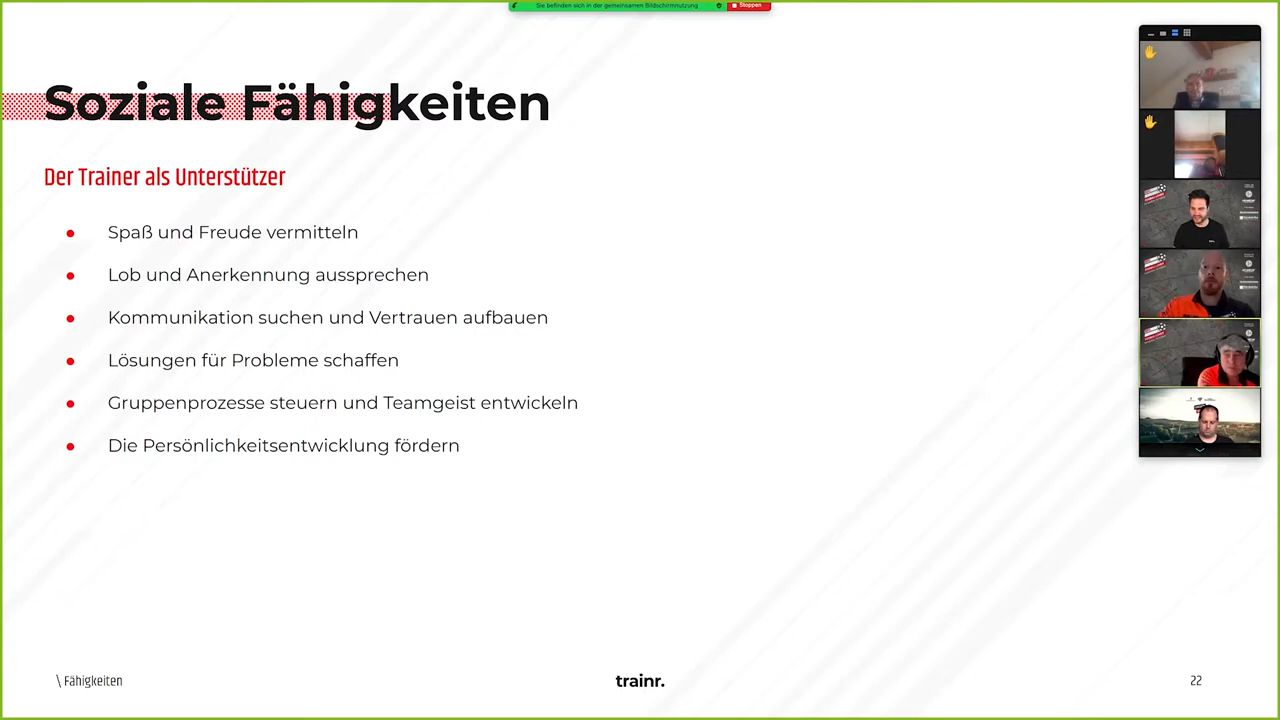 Sie befinden sich in der gemeinsamen Bildschirmnutzung
Stoppen
Soziale Fähigkeiten
Der Trainer als Unterstützer
Spaß und Freude vermitteln
Lob und Anerkennung aussprechen
Kommunikation suchen und Vertrauen aufbauen
Lösungen für Probleme schaffen
Gruppenprozesse steuern und Teamgeist entwickeln
Die Persönlichkeitsentwicklung fördern
\ Fähigkeiten
trainr.
22